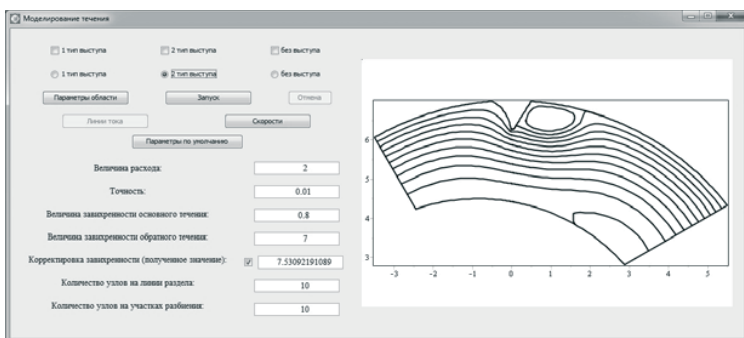 Моделирование течения
1 тип выступа 2 тип выступа без выступа
1 тип выступа 2 тип выступа без выступа
Параметры области Запуск Отмена
Линии тока Скорости
Параметры по умолчанию
Величина расхода: 2
Точность: 0.01
Величина завихренности основного течения: 0.8
Величина завихренности обратного течения: 7
Корректировка завихренности (полученное значение): 7.53092191089
Количество узлов на линии раздела: 10
Количество узлов на участках разбиения: 10
6
5
4
3
-3 -2 -1 0 1 2 3 4 5